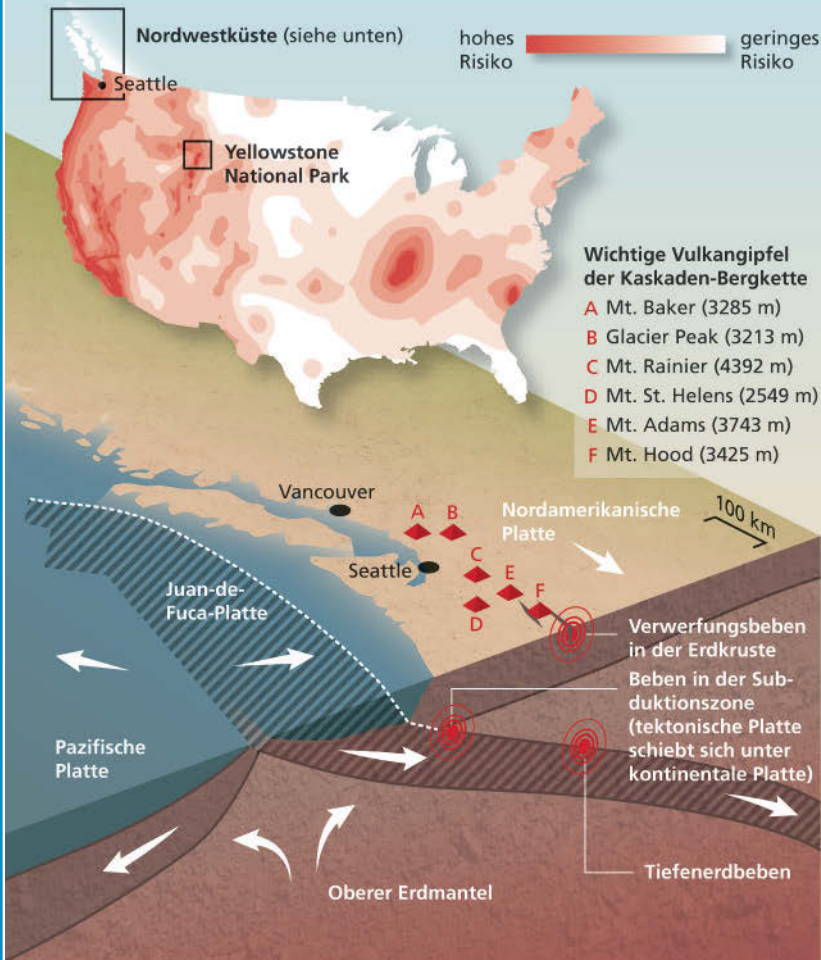 Nordwestküste (siehe unten)
hohes
Risiko
geringes
Risiko
Seattle
Yellowstone
National Park
Wichtige Vulkangipfel
der Kaskaden-Bergkette
A Mt. Baker (3285 m)
B Glacier Peak (3213 m)
C Mt. Rainier (4392 m)
D Mt. St. Helens (2549 m)
E Mt. Adams (3743 m)
F Mt. Hood (3425 m)
Vancouver
A
B
Nordamerikanische
Platte
100 km
Seattle
C
E
F
D
Juan-de-
Fuca-Platte
Verwerfungsbeben
in der Erdkruste
Beben in der Sub-
duktionszone
(tektonische Platte
schiebt sich unter
kontinentale Platte)
Pazifische
Platte
Tiefenerdbeben
Oberer Erdmantel